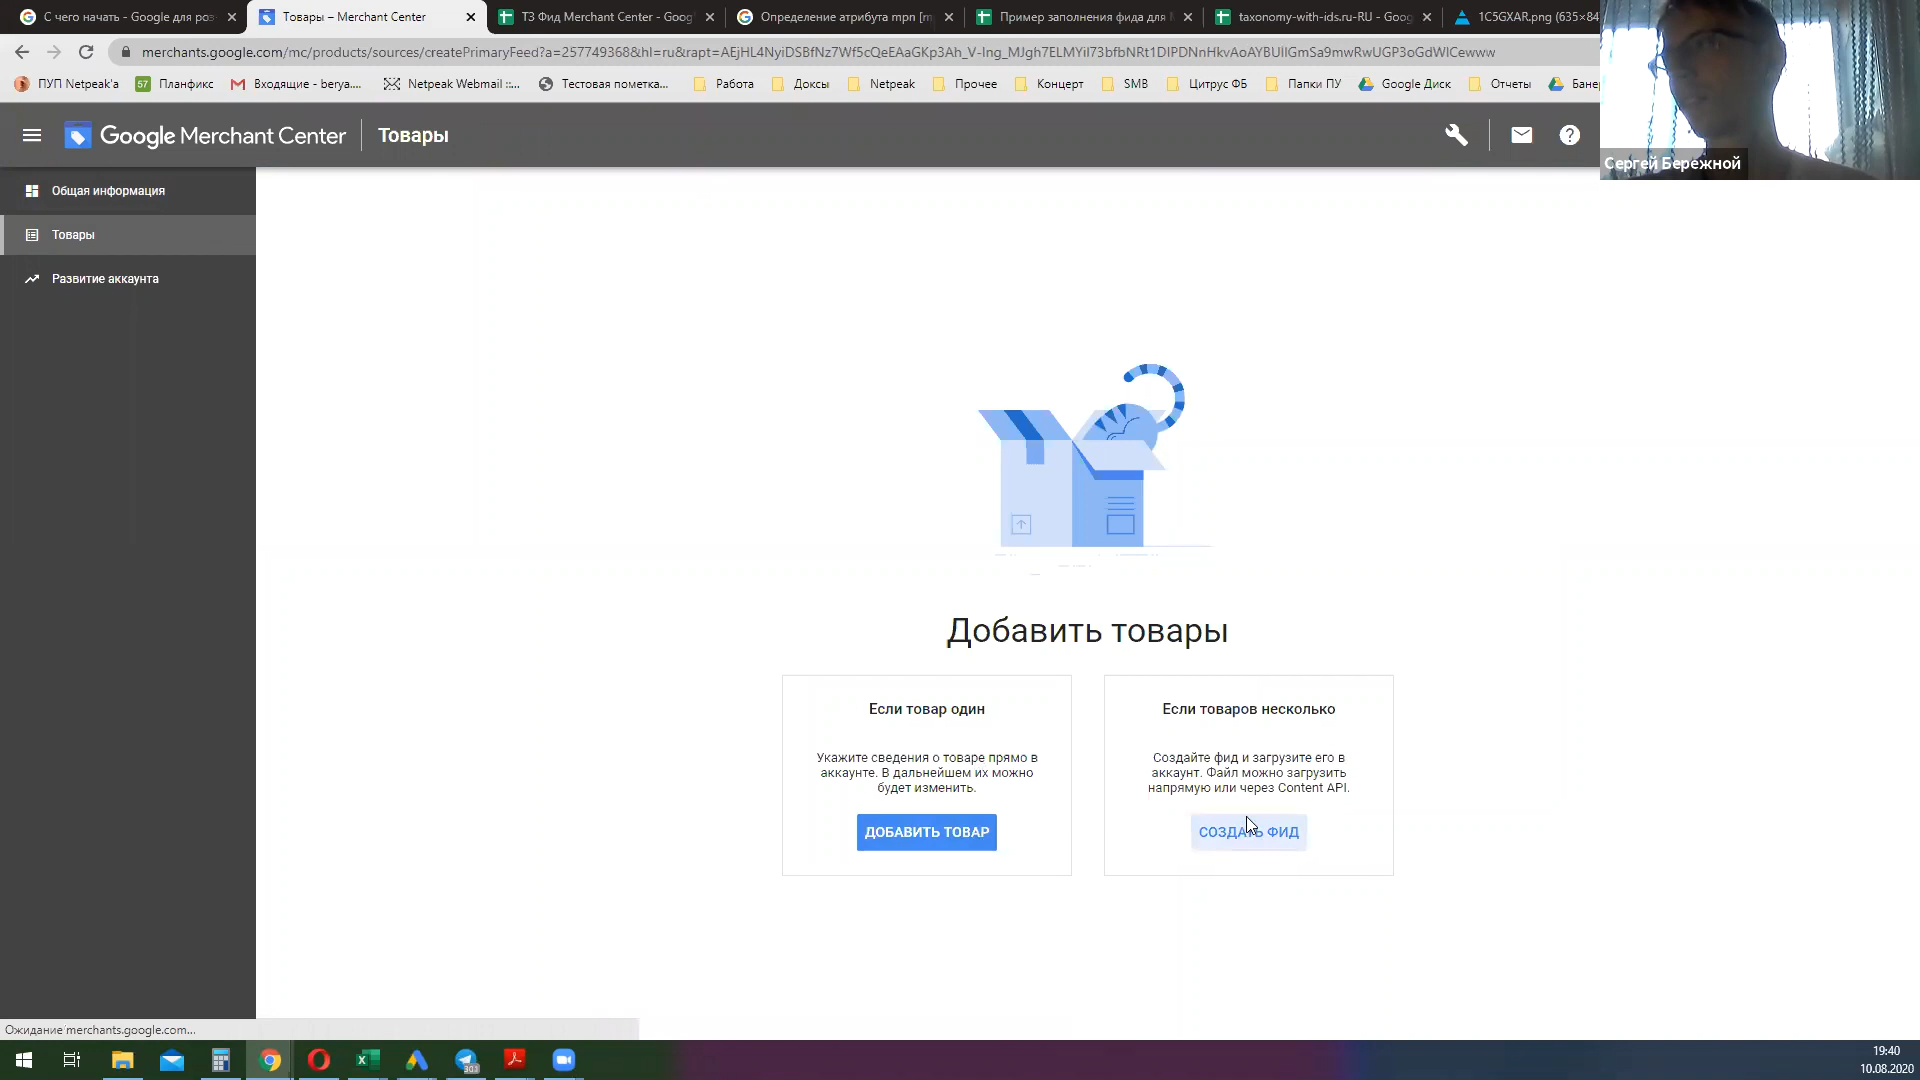 С чего начать - Google для роз
Товары – Merchant Center
ТЗ Фид Merchant Center - Goog
Определение атрибута mpn [m
Пример заполнения фида для
taxonomy-with-ids.ru-RU - Goog
1C5GXAR.png (635×84
merchants.google.com/mc/products/sources/createPrimaryFeed?a=257749368&hl=ru&rapt=AEjHL4NyiDSBfNz7Wf5cQeEAaGKp3Ah_V-Ing_MJgh7ELMYiI73bfbNRt1DIPDNnHkvAoAYBUIlGmSa9mwRwUGP3oGdWICewww
ПУП Netpeak'а
57
Планфикс
Входящие - berya....
Netpeak Webmail ::...
Тестовая пометка...
Работа
Доксы
Netpeak
Прочее
Концерт
SMB
Цитрус ФБ
Папки ПУ
Google Диск
Отчеты
Бане
Google Merchant Center
Товары
Сергей Бережной
Общая информация
Товары
Развитие аккаунта
Добавить товары
Если товар один
Укажите сведения о товаре прямо в
аккаунте. В дальнейшем их можно
будет изменить.
ДОБАВИТЬ ТОВАР
Если товаров несколько
Создайте фид и загрузите его в
аккаунт. Файл можно загрузить
напрямую или через Content API.
СОЗДАТЬ ФИД
Ожидание merchants.google.com...
303
19:40
10.08.2020